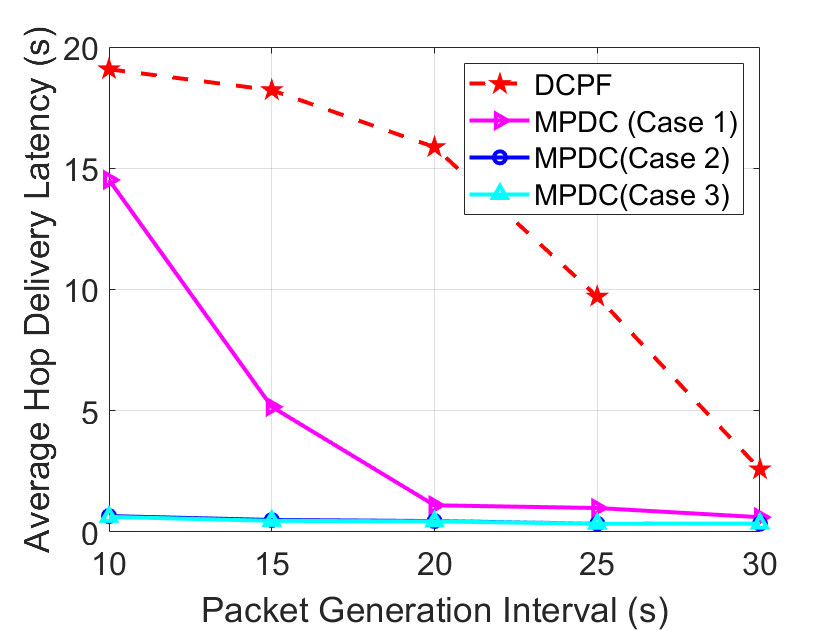 Average Hop Delivery Latency (s)
20
15
10
5
0
DCPF
MPDC (Case 1)
MPDC(Case 2)
MPDC(Case 3)
10 15 20 25 30
Packet Generation Interval (s)